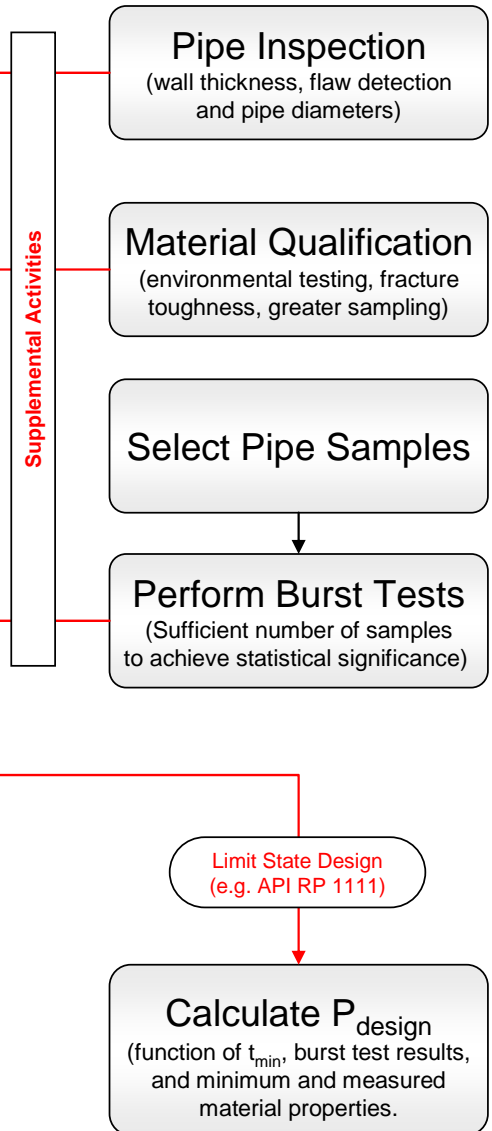 Pipe Inspection
(wall thickness, flaw detection
and pipe diameters)
Supplemental Activities
Material Qualification
(environmental testing, fracture
toughness, greater sampling)
Select Pipe Samples
Perform Burst Tests
(Sufficient number of samples
to achieve statistical significance)
Limit State Design
(e.g. API RP 1111)
Calculate Pdesign
(function of tmin, burst test results,
and minimum and measured
material properties.